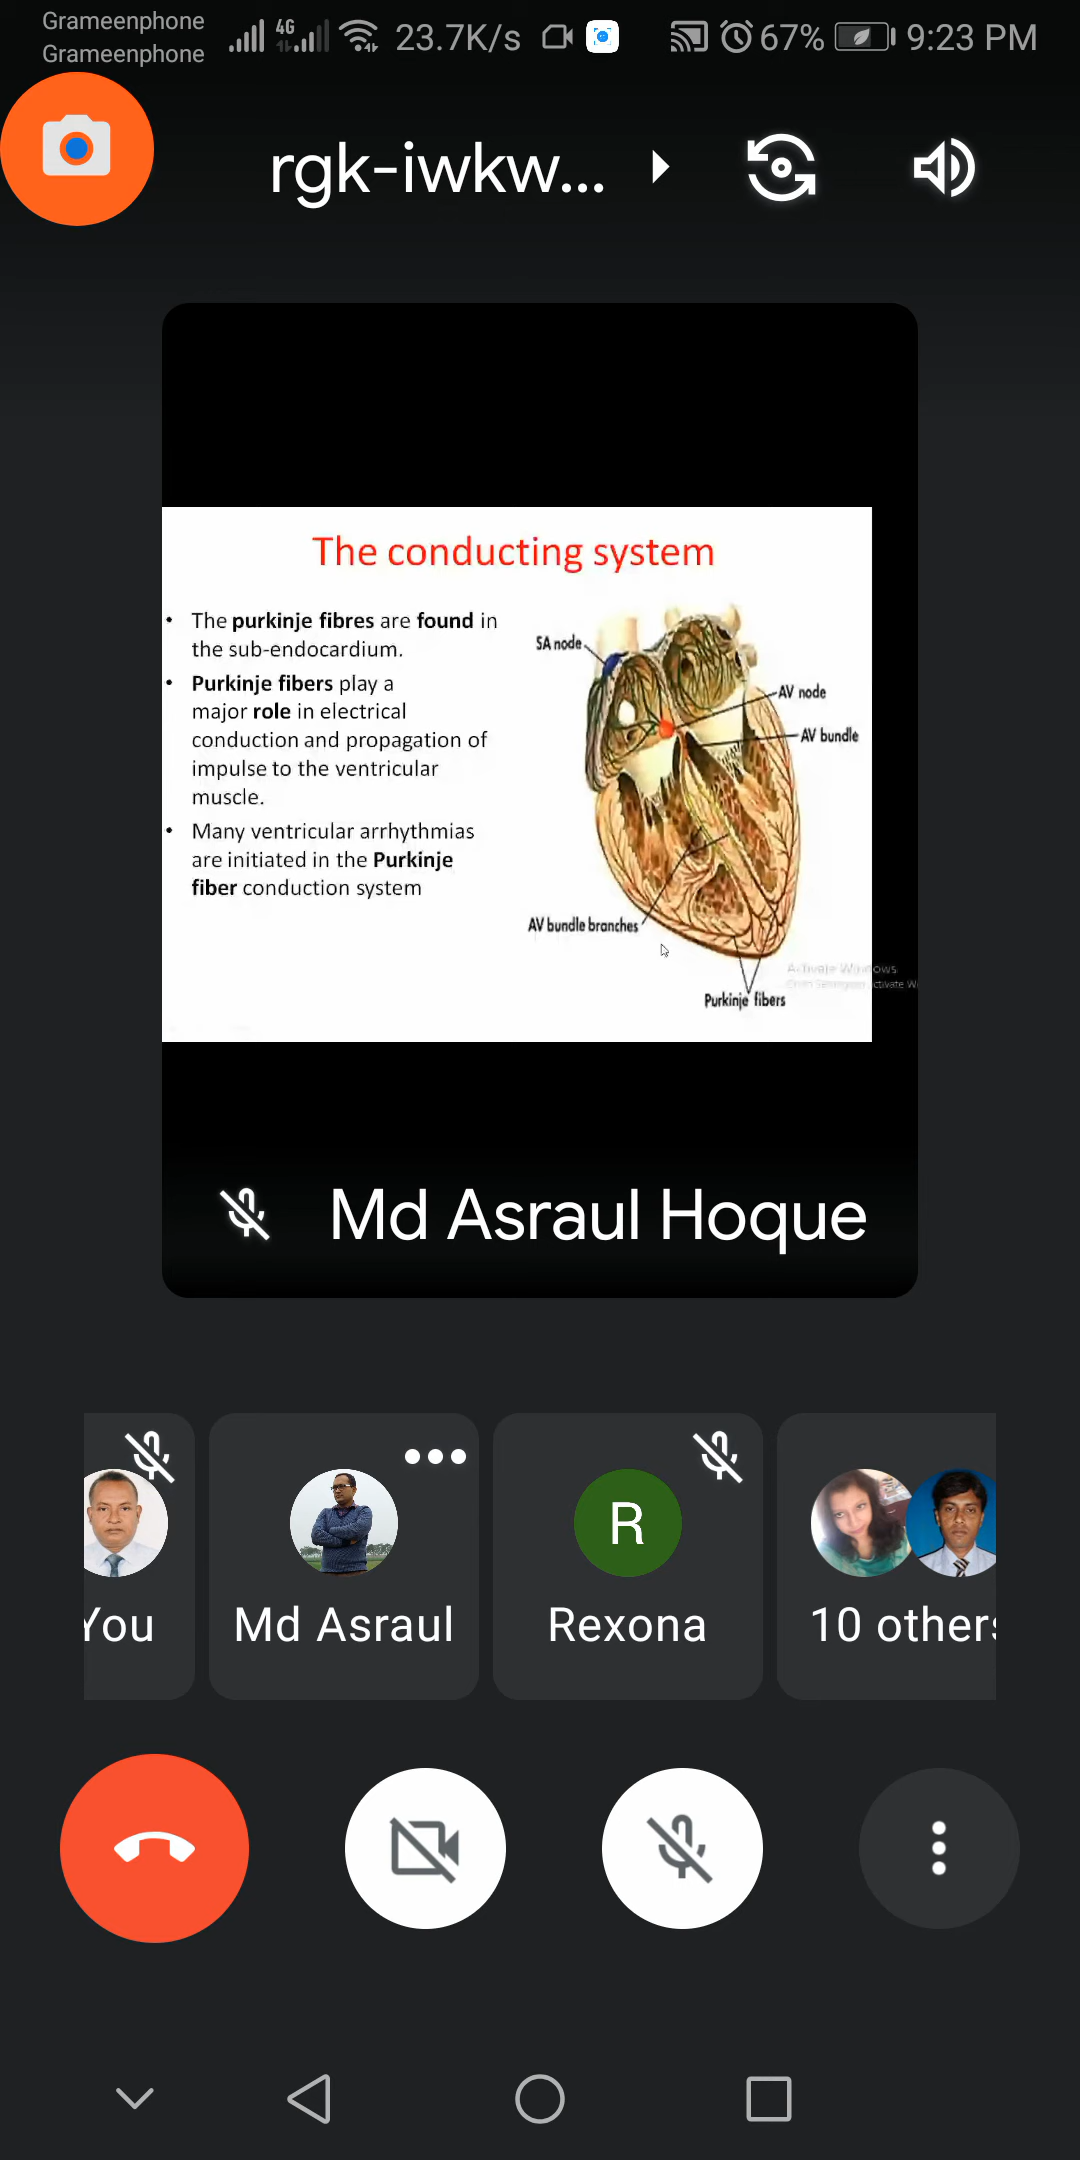 Grameenphone
Grameenphone
4G
23.7K/s
67%
9:23 PM
rgk-iwkw...
The conducting system
• The purkinje fibres are found in
the sub-endocardium.
• Purkinje fibers play a
major role in electrical
conduction and propagation of
impulse to the ventricular
muscle.
• Many ventricular arrhythmias
are initiated in the Purkinje
fiber conduction system
SA node
AV node
AV bundle
AV bundle branches
Purkinje fibers
Activate Windows
Md Asraul Hoque
You
Md Asraul
R
Rexona
10 others